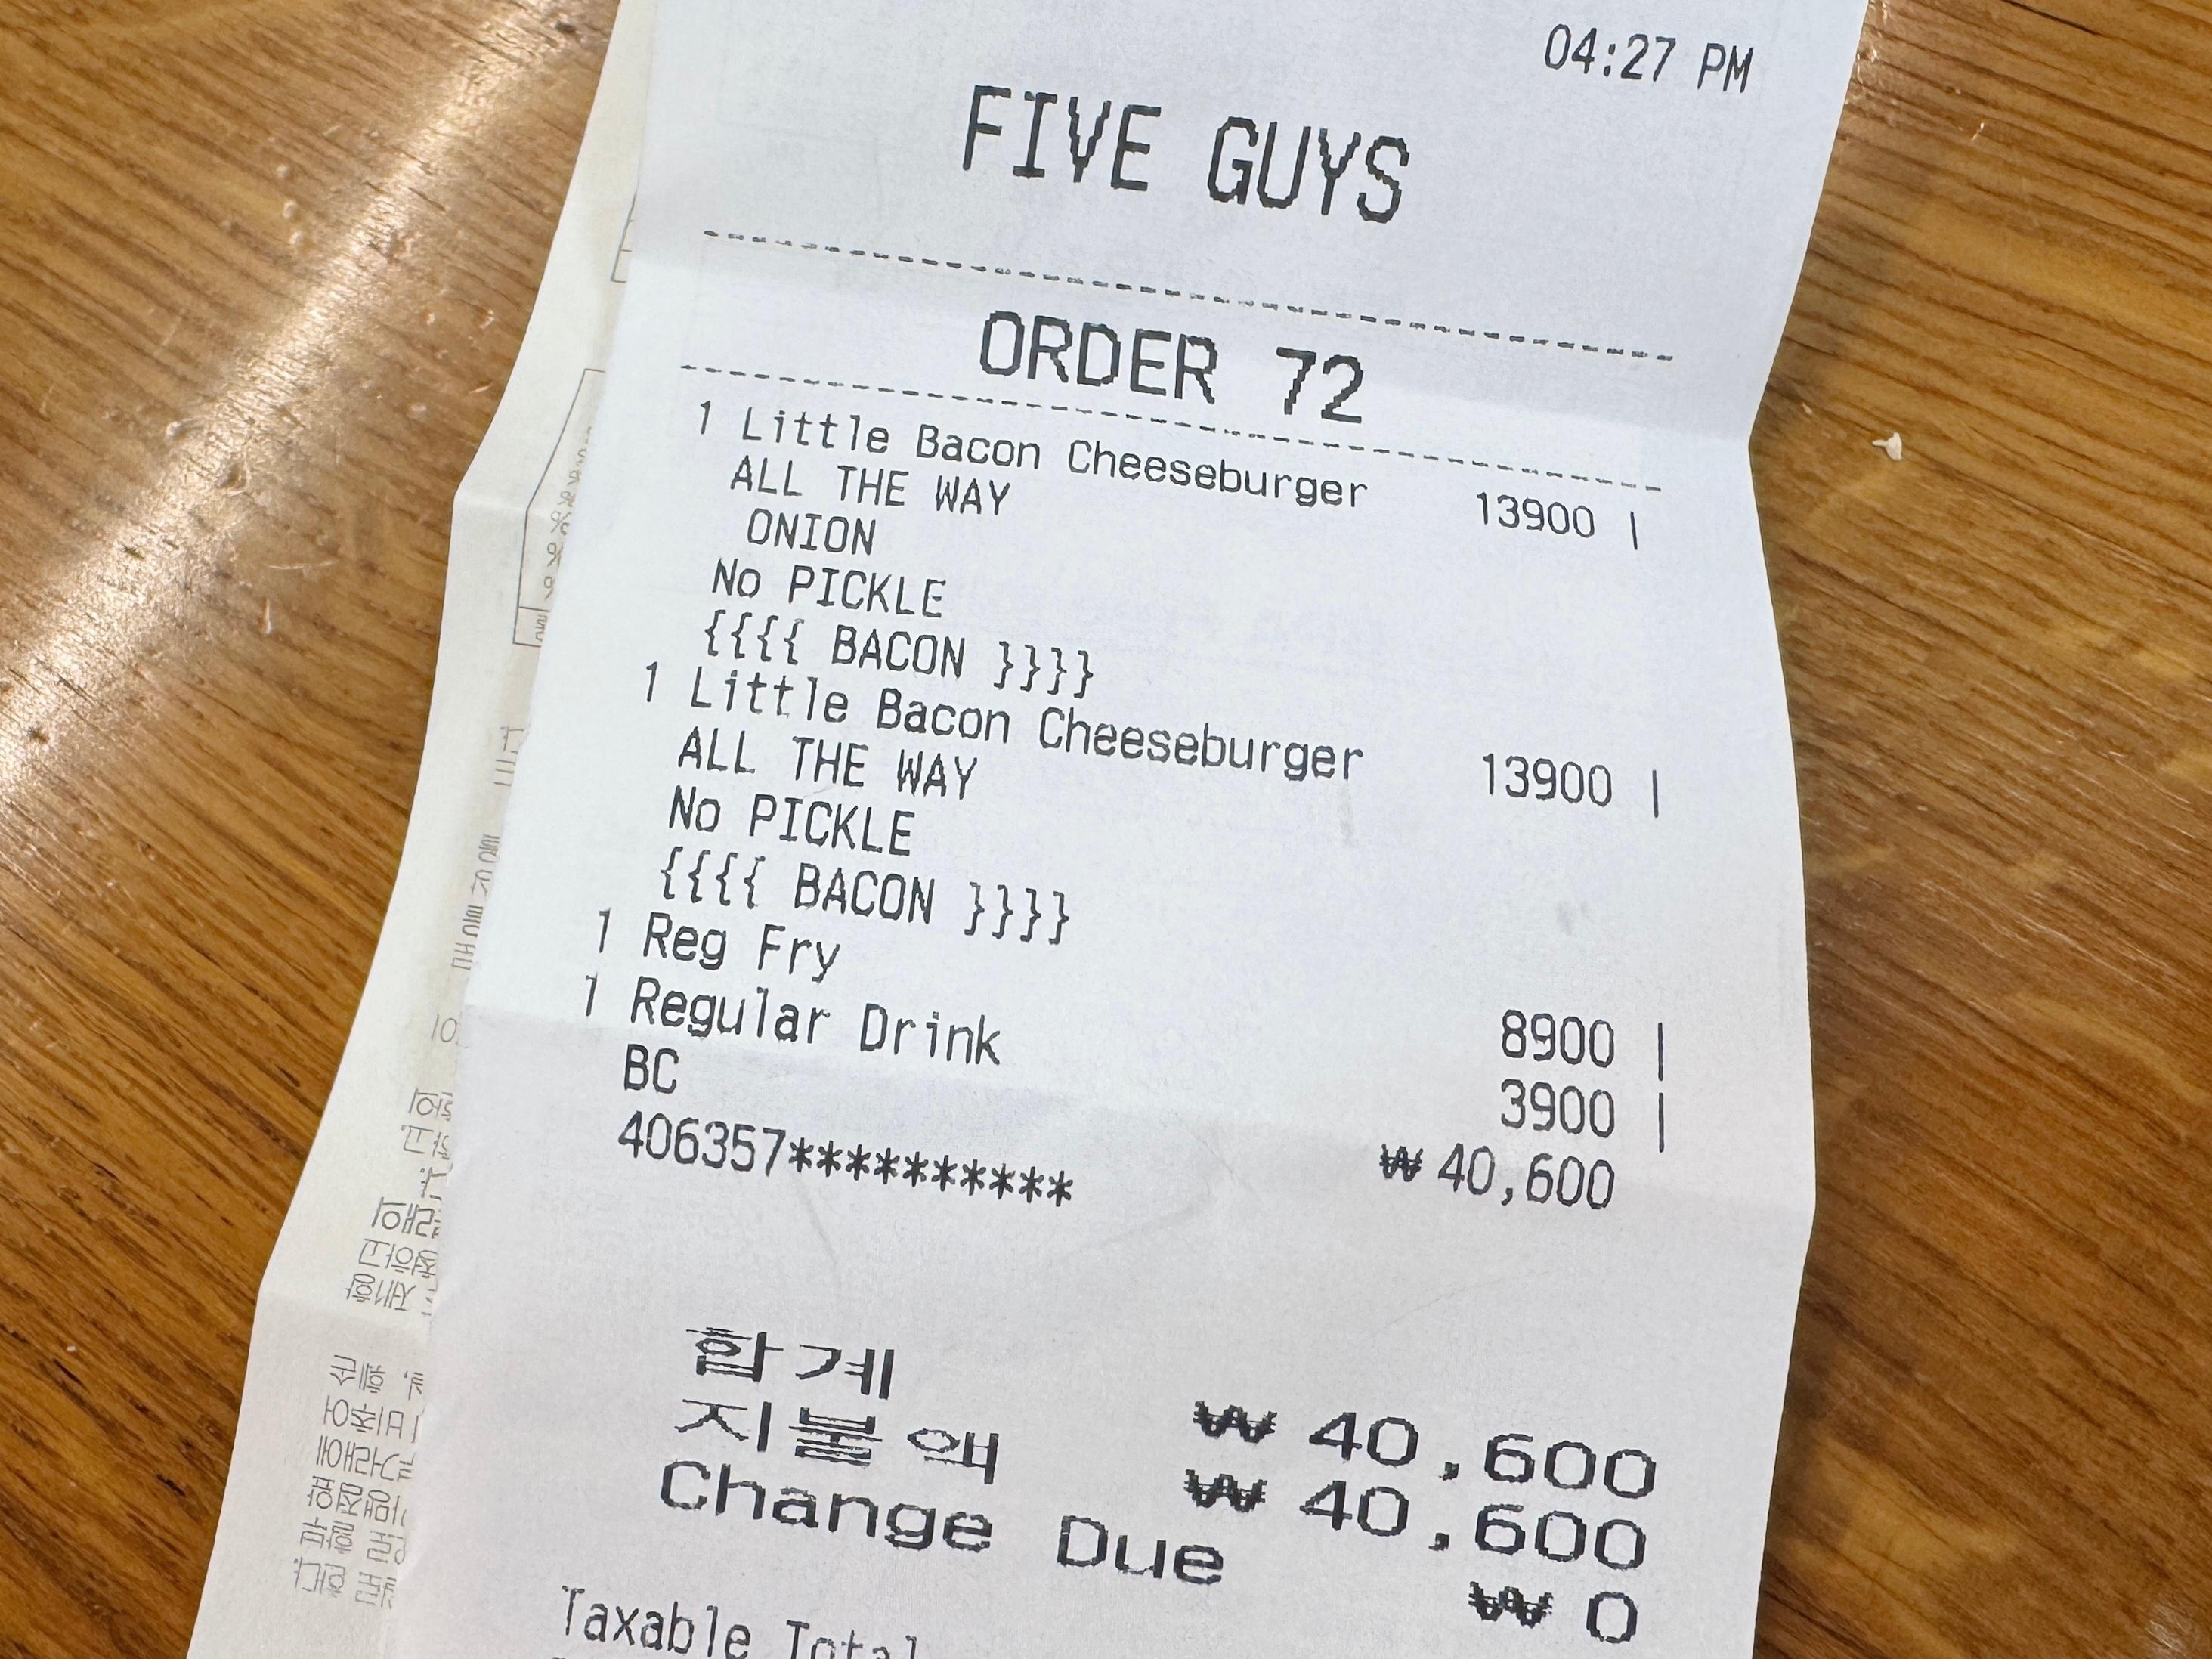 04:27 PM
FIVE GUYS
ORDER 72
1 Little Bacon Cheeseburger 13900 |
ALL THE WAY
ONION
No PICKLE
{{{{ BACON }}}}
1 Little Bacon Cheeseburger 13900 |
ALL THE WAY
No PICKLE
{{{{ BACON }}}}
1 Reg Fry 8900 |
1 Regular Drink 3900 |
BC ₩40,600
406357**********
합계 ₩40,600
지불액 ₩40,600
Change Due ₩0
Taxable Total